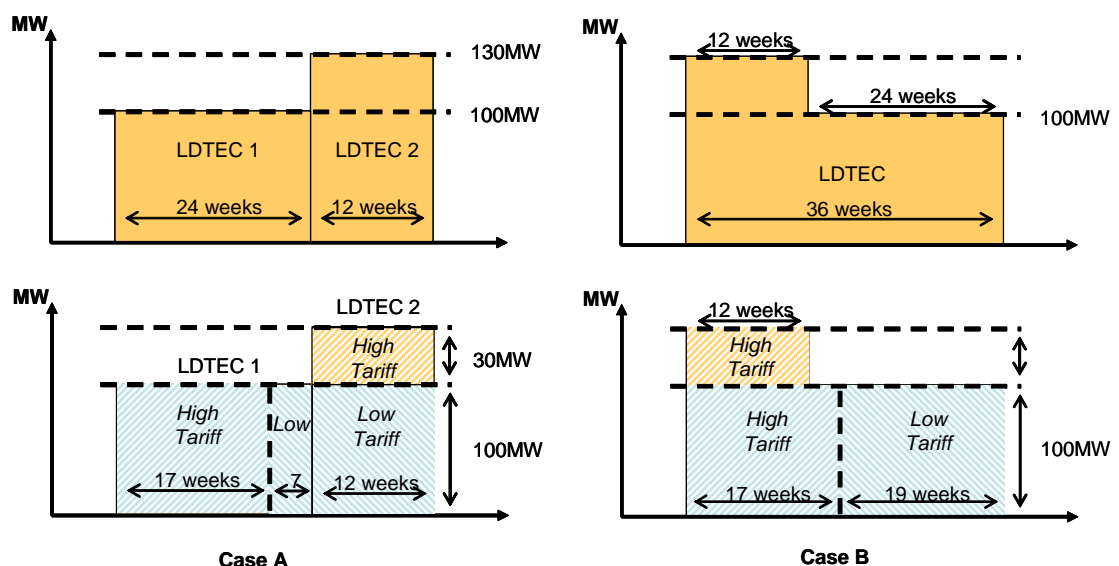 MW
130MW
100MW
LDTEC 1
LDTEC 2
24 weeks
12 weeks
MW
12 weeks
24 weeks
100MW
LDTEC
36 weeks
MW
LDTEC 2
High
Tariff
30MW
LDTEC 1
High
Tariff
Low
Low
Tariff
100MW
17 weeks
7
12 weeks
Case A
MW
12 weeks
High
Tariff
High
Tariff
Low
Tariff
100MW
17 weeks
19 weeks
Case B